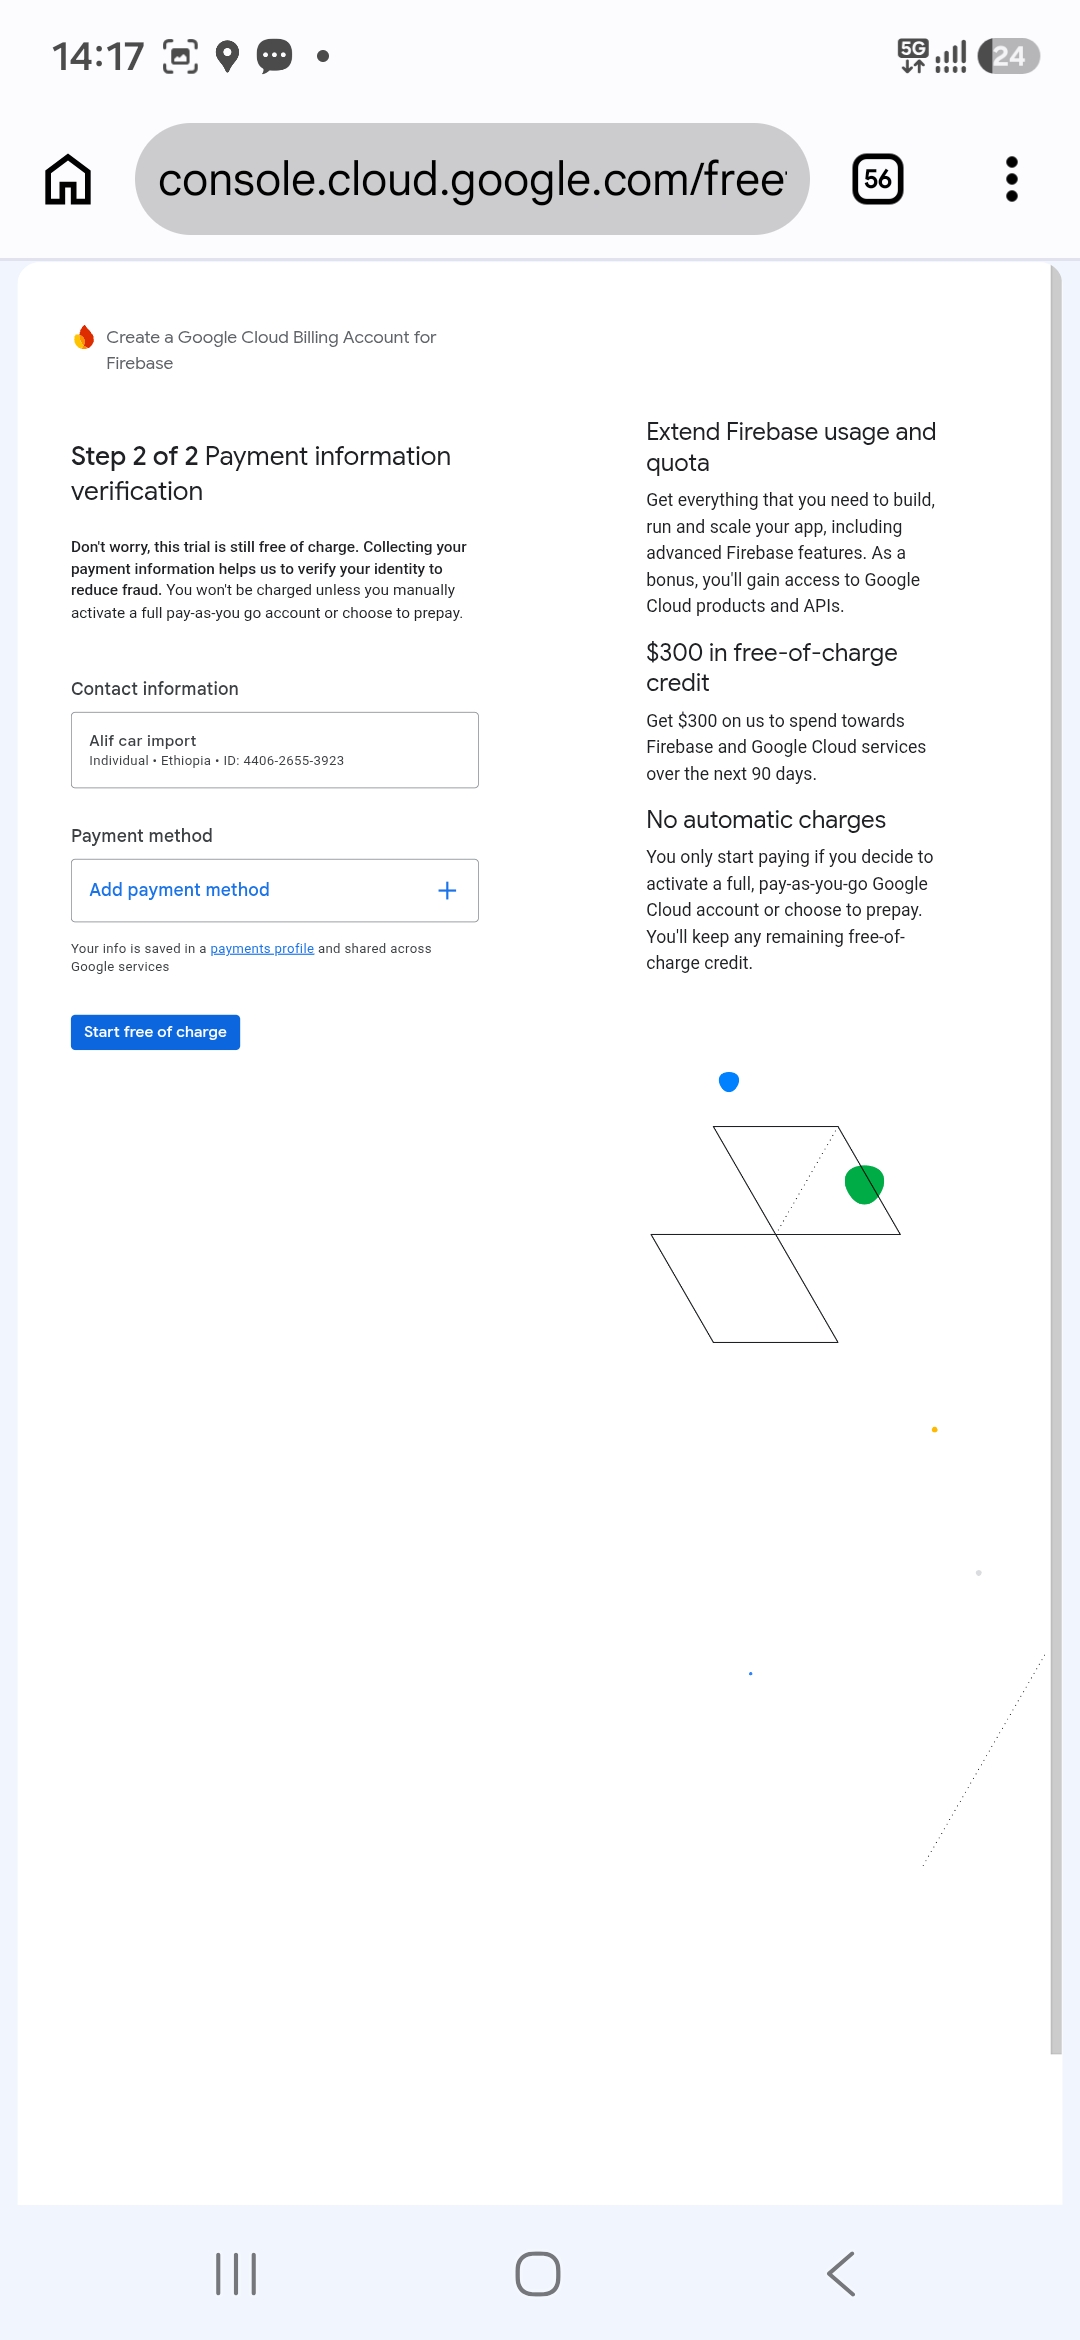 14:17
5G
24
console.cloud.google.com/free
56
Create a Google Cloud Billing Account for
Firebase
Step 2 of 2 Payment information
verification
Don't worry, this trial is still free of charge. Collecting your
payment information helps us to verify your identity to
reduce fraud. You won't be charged unless you manually
activate a full pay-as-you go account or choose to prepay.
Contact information
Alif car import
Individual • Ethiopia • ID: 4406-2655-3923
Payment method
Add payment method
Your info is saved in a payments profile and shared across
Google services
Start free of charge
Extend Firebase usage and
quota
Get everything that you need to build,
run and scale your app, including
advanced Firebase features. As a
bonus, you'll gain access to Google
Cloud products and APIs.
$300 in free-of-charge
credit
Get $300 on us to spend towards
Firebase and Google Cloud services
over the next 90 days.
No automatic charges
You only start paying if you decide to
activate a full, pay-as-you-go Google
Cloud account or choose to prepay.
You'll keep any remaining free-of-
charge credit.